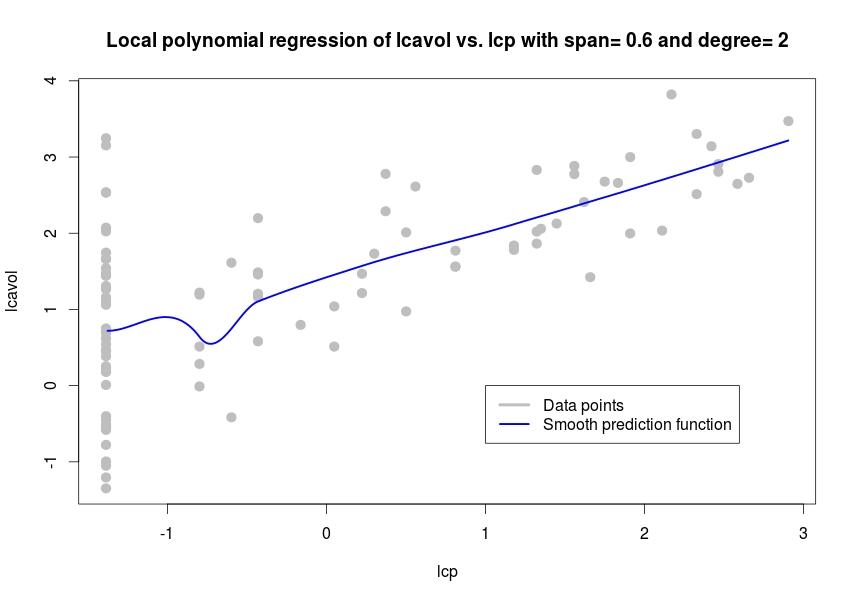 Local polynomial regression of lcavol vs. lcp with span= 0.6 and degree= 2
4
3
2
1
0
-1
lcavol
Data points
Smooth prediction function
-1
0
1
2
3
lcp